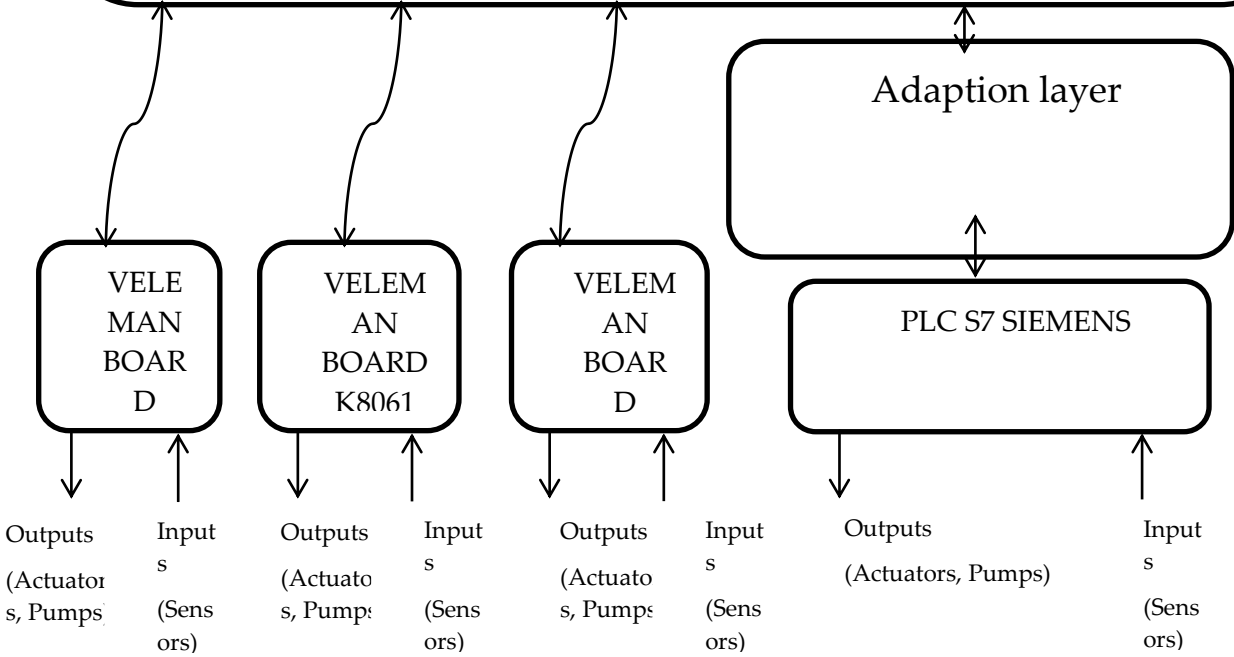 Adaption layer
VELE
MAN
BOAR
D
VELEM
AN
BOARD
K8061
VELEM
AN
BOAR
D
PLC S7 SIEMENS
Outputs
(Actuator
s, Pumps
Input
s
(Sens
ors)
Outputs
(Actuato
s, Pumps
Input
s
(Sens
ors)
Outputs
(Actuato
s, Pumps
Input
s
(Sens
ors)
Outputs
(Actuators, Pumps)
Input
s
(Sens
ors)